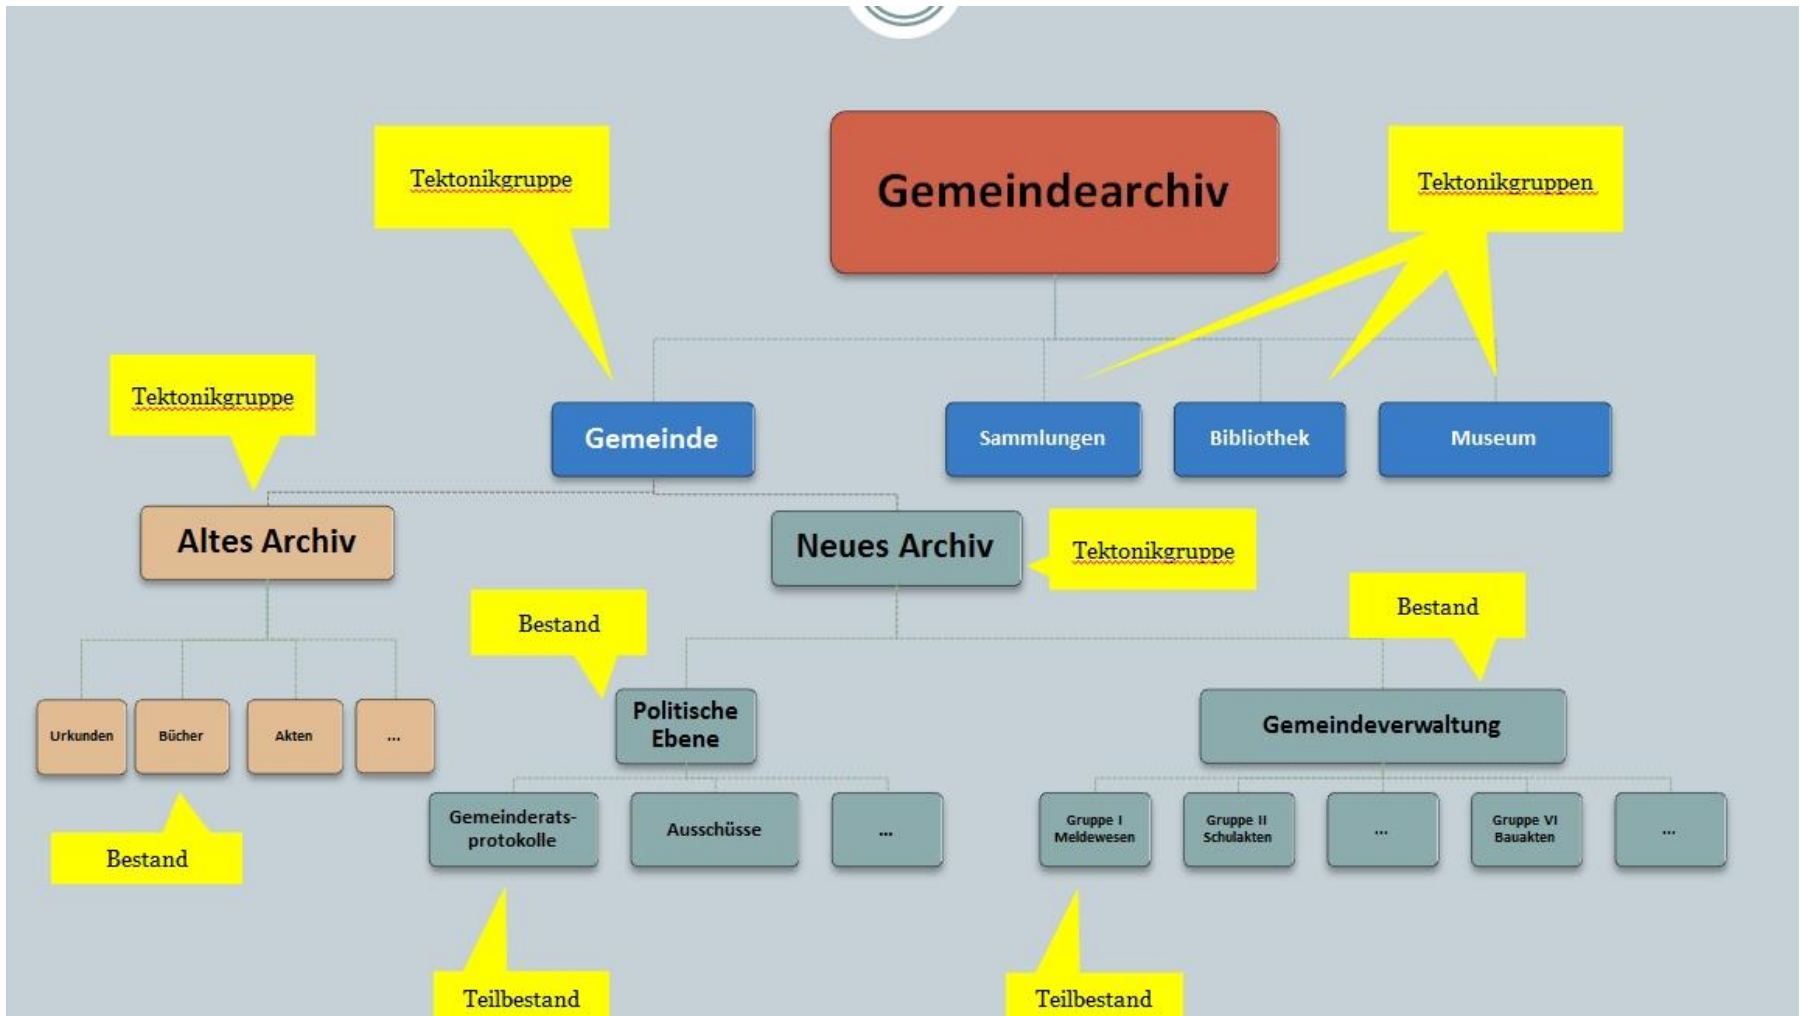 Gemeindearchiv
Tektonikgruppe
Tektonikgruppen
Tektonikgruppe
Gemeinde
Sammlungen
Bibliothek
Museum
Altes Archiv
Neues Archiv
Tektonikgruppe
Bestand
Bestand
Urkunden
Bücher
Akten
...
Politische
Ebene
Gemeindeverwaltung
Bestand
Gemeinderats-
protokolle
Ausschüsse
...
Gruppe I
Meldewesen
Gruppe II
Schulakten
...
Gruppe VI
Bauakten
...
Teilbestand
Teilbestand